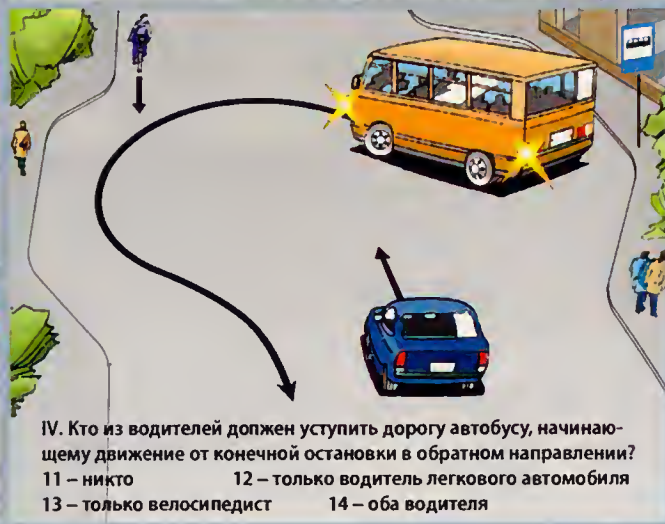 IV. Кто из водителей должен уступить дорогу автобусу, начинаю-
щему движение от конечной остановки в обратном направлении?
11 – никто 12 – только водитель легкового автомобиля
13 – только велосипедист 14 – оба водителя